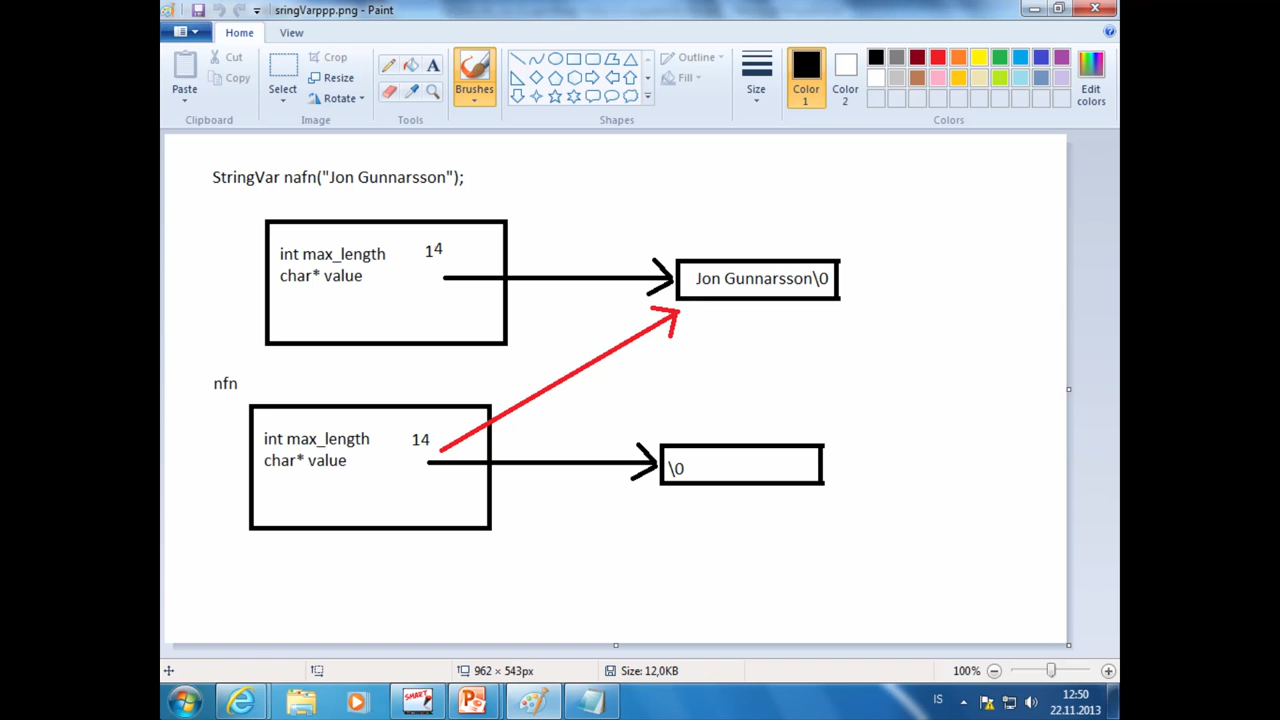 sringVarppp.png - Paint
Home View
Paste Cut Copy Clipboard
Select Crop Resize Rotate Image
A Tools
Brushes
Outline Fill Shapes
Size
Color 1 Color 2 Edit colors Colors
StringVar nafn("Jon Gunnarsson");
int max_length 14
char* value
Jon Gunnarsson\0
nfn
int max_length 14
char* value
\0
962 × 543px Size: 12,0KB 100%
SMART P IS 12:50
22.11.2013